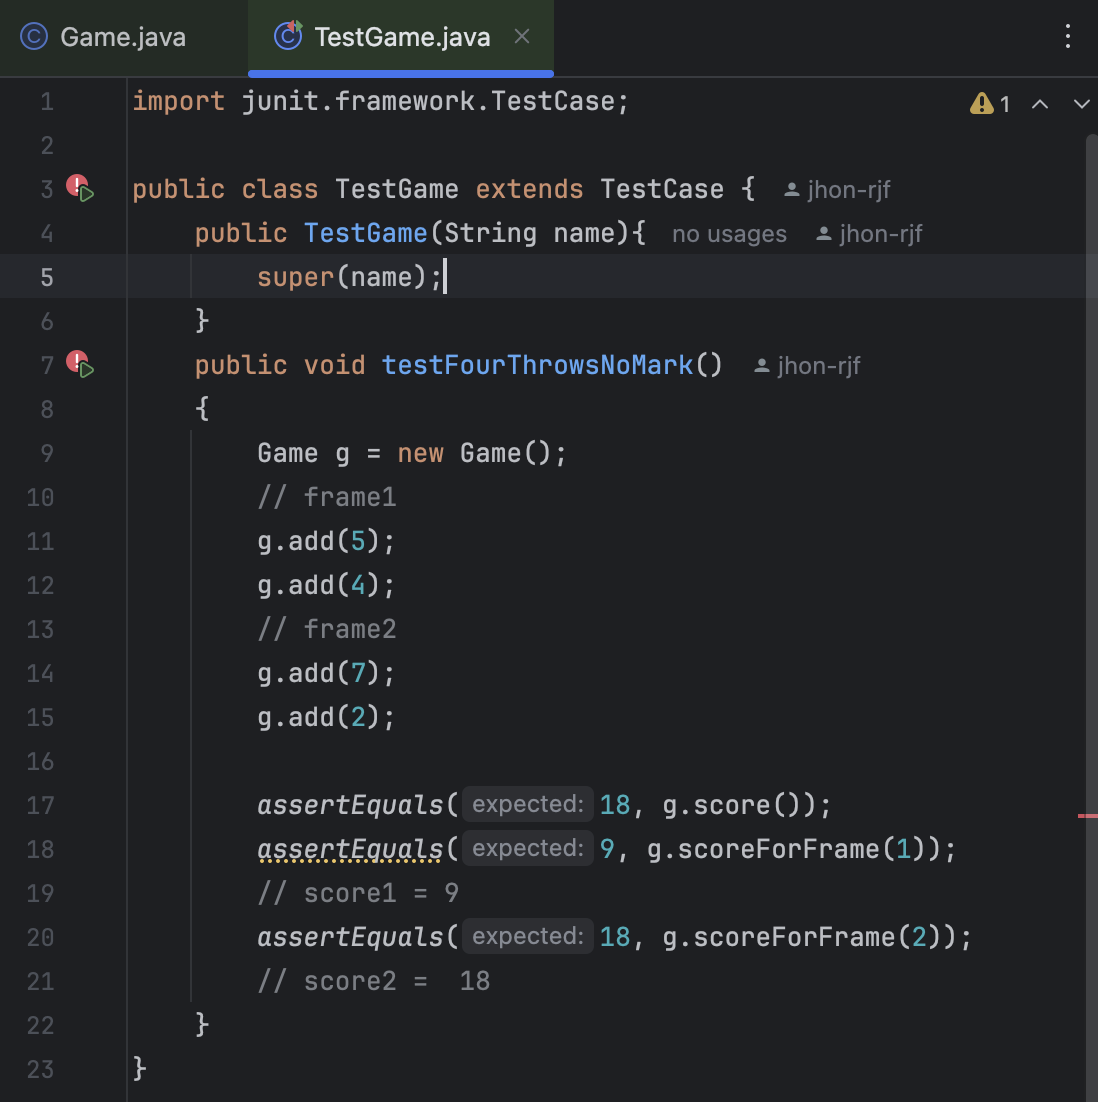 Game.java TestGame.java
1 import junit.framework.TestCase; 1
2
3 public class TestGame extends TestCase { jhon-rjf
4 public TestGame(String name){ no usages jhon-rjf
5 super(name);
6 }
7 public void testFourThrowsNoMark() jhon-rjf
8 {
9 Game g = new Game();
10 // frame1
11 g.add(5);
12 g.add(4);
13 // frame2
14 g.add(7);
15 g.add(2);
16
17 assertEquals( expected: 18, g.score());
18 assertEquals( expected: 9, g.scoreForFrame(1));
19 // score1 = 9
20 assertEquals( expected: 18, g.scoreForFrame(2));
21 // score2 =  18
22 }
23 }